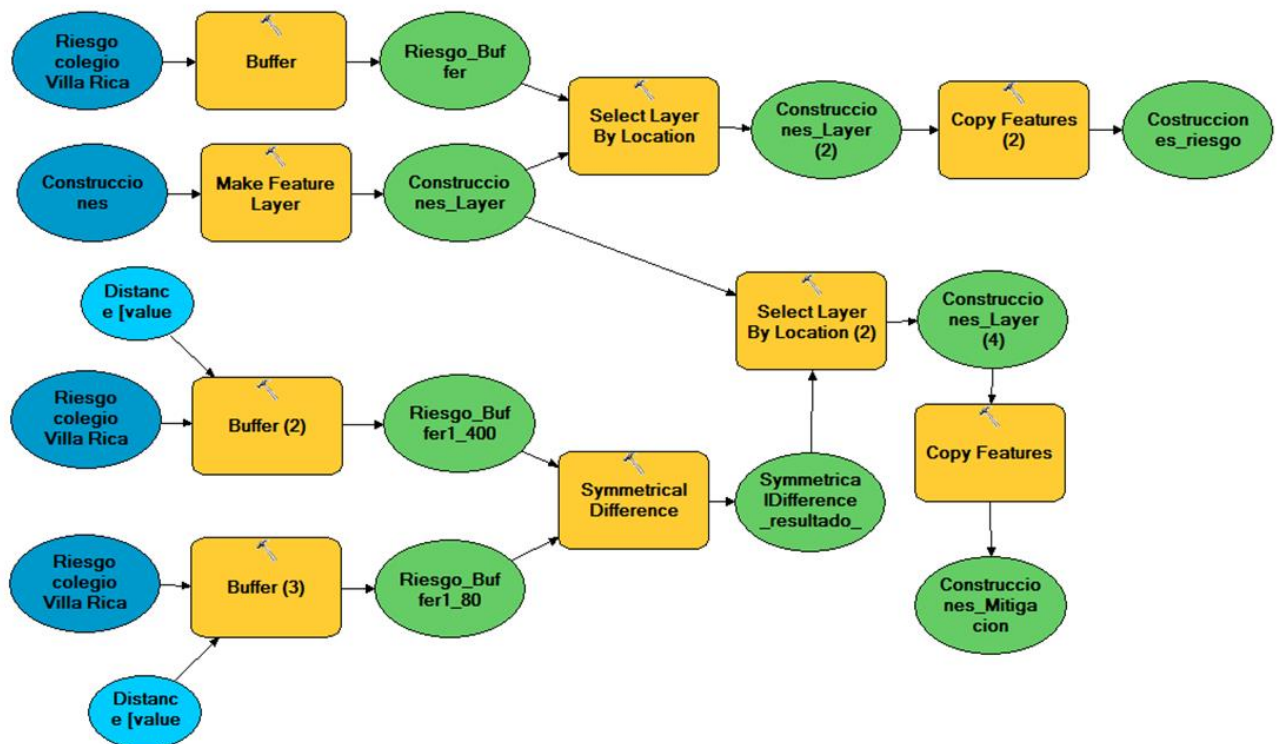 Riesgo
colegio
Villa Rica
Buffer
Riesgo_Buf
fer
Select Layer
By Location
Construccio
nes_Layer
(2)
Copy Features
(2)
Costruccion
es_riesgo
Construccio
nes
Make Feature
Layer
Construccio
nes_Layer
Distanc
e [value
Select Layer
By Location (2)
Construccio
nes_Layer
(4)
Riesgo
colegio
Villa Rica
Buffer (2)
Riesgo_Buf
fer1_400
Copy Features
Symmetrical
Difference
Symmetrica
lDifference
_resultado_
Riesgo
colegio
Villa Rica
Buffer (3)
Riesgo_Buf
fer1_80
Construccio
nes_Mitiga
cion
Distanc
e [value